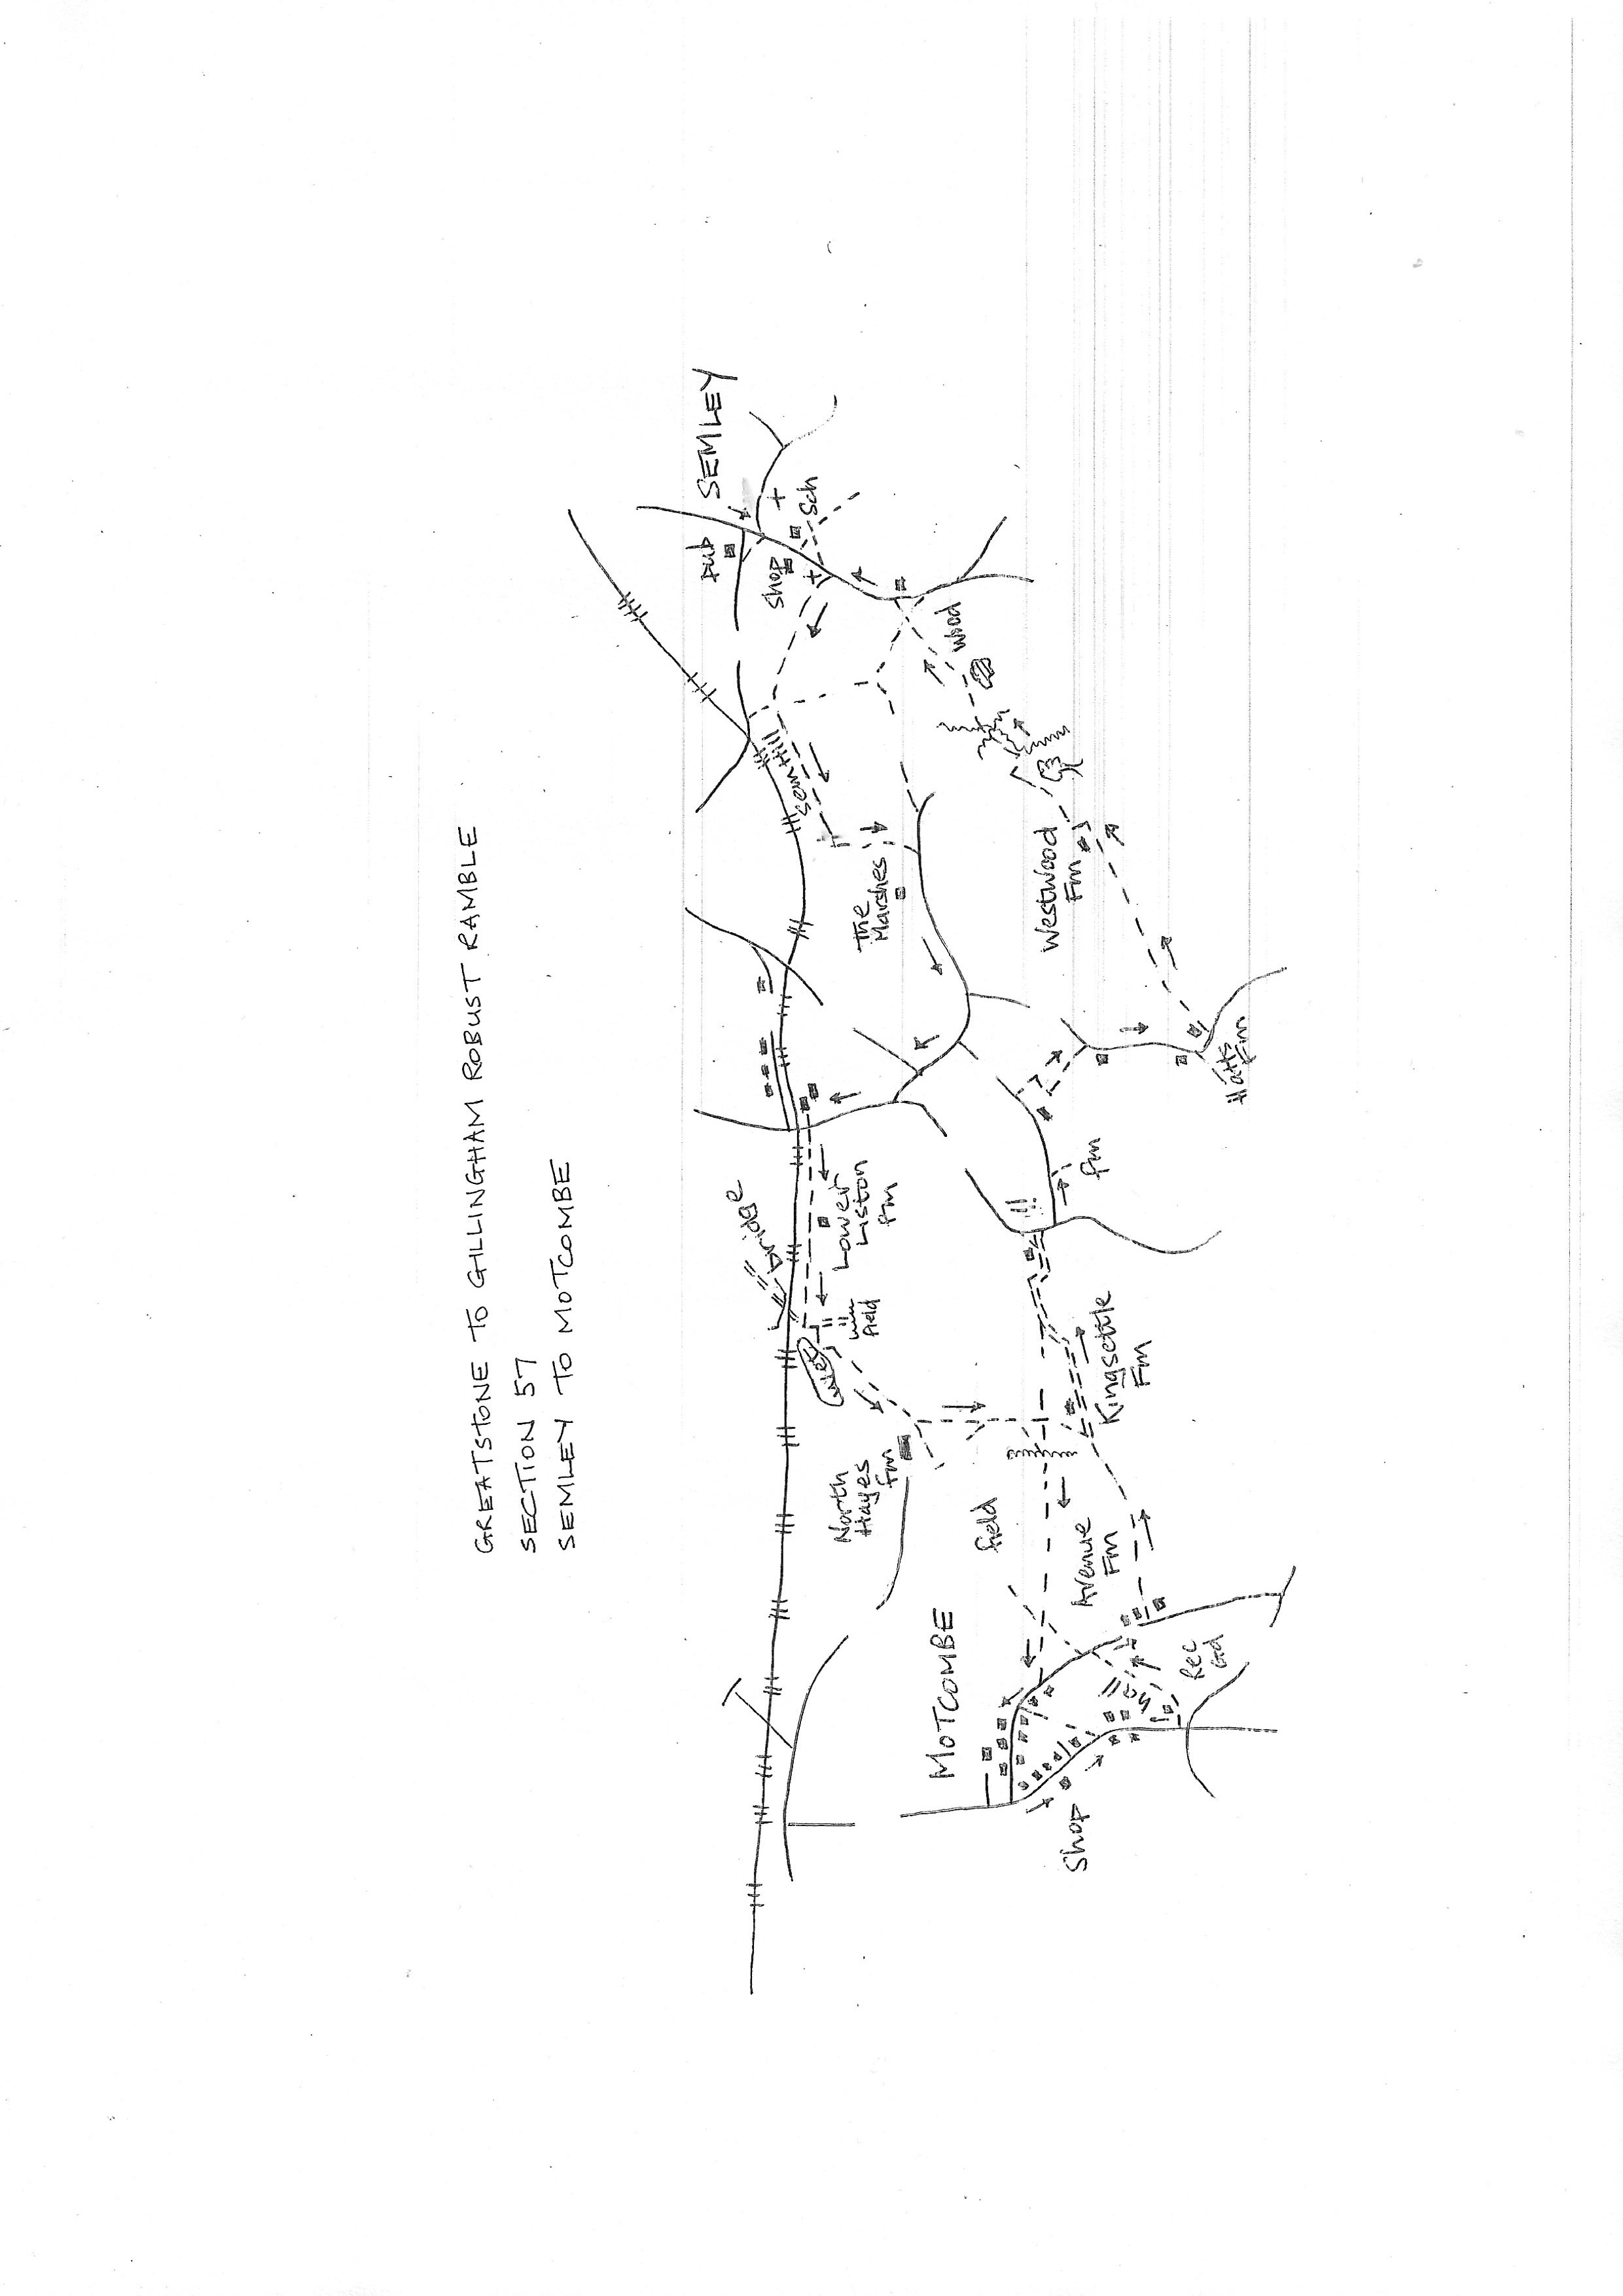 GREATSTONE TO GILLINGHAM ROBUST RAMBLE
SECTION 57
SEMLEY TO MOTCOMBE
SEMLEY
Pub
Sch
Shop
Wood
Sem Hill
The
Marshes
Westwood
Fm
Hatts
Fm
Fm
bridge
Lower
Liston
Fm
field
North
Hayes
Fm
field
Kingsettle
Fm
Avenue
Fm
MOTCOMBE
Rec
Gd
Shop